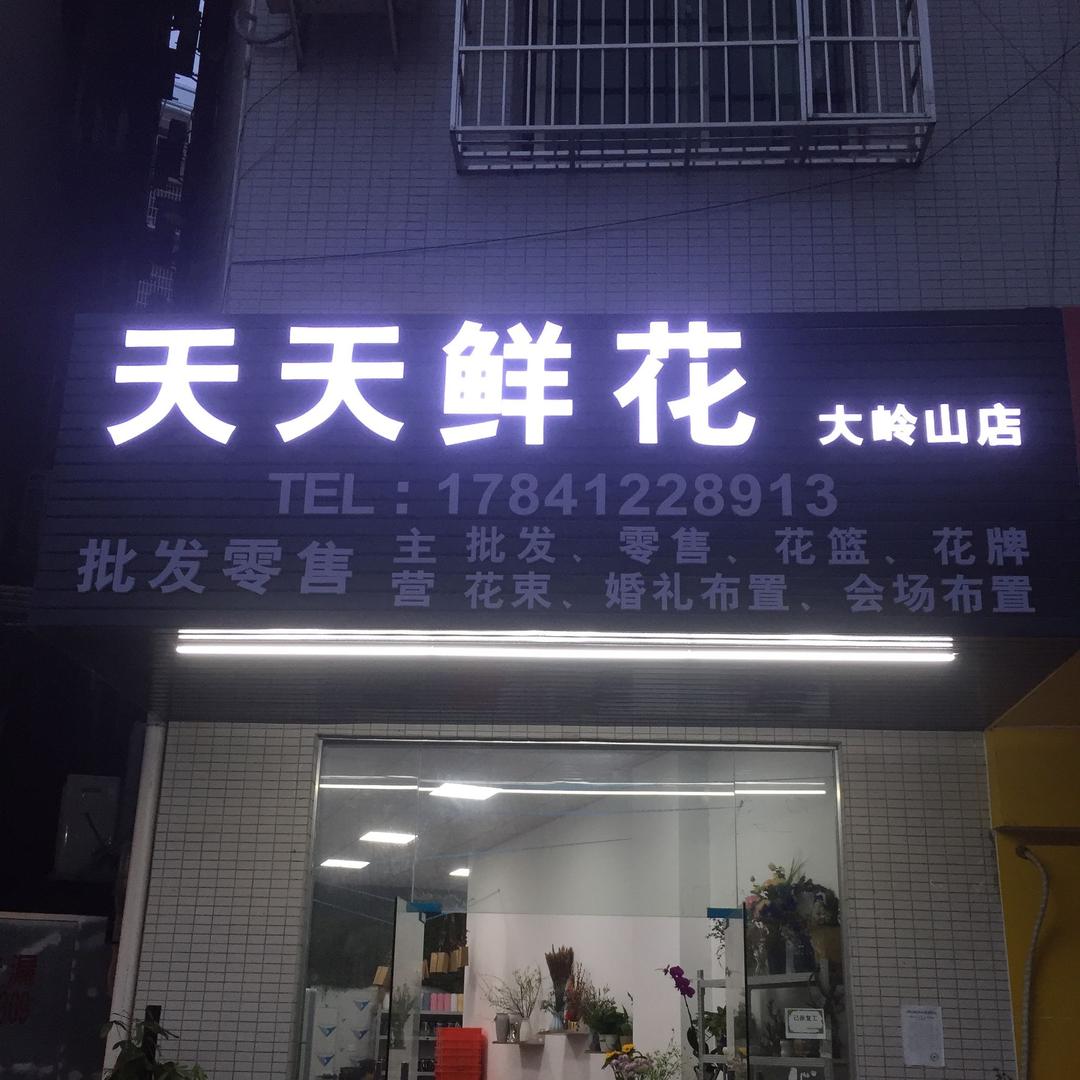 天天鲜花 大岭山店
TEL：17841228913
批发零售
主营
批发、零售、花篮、花牌
花束、婚礼布置、会场布置